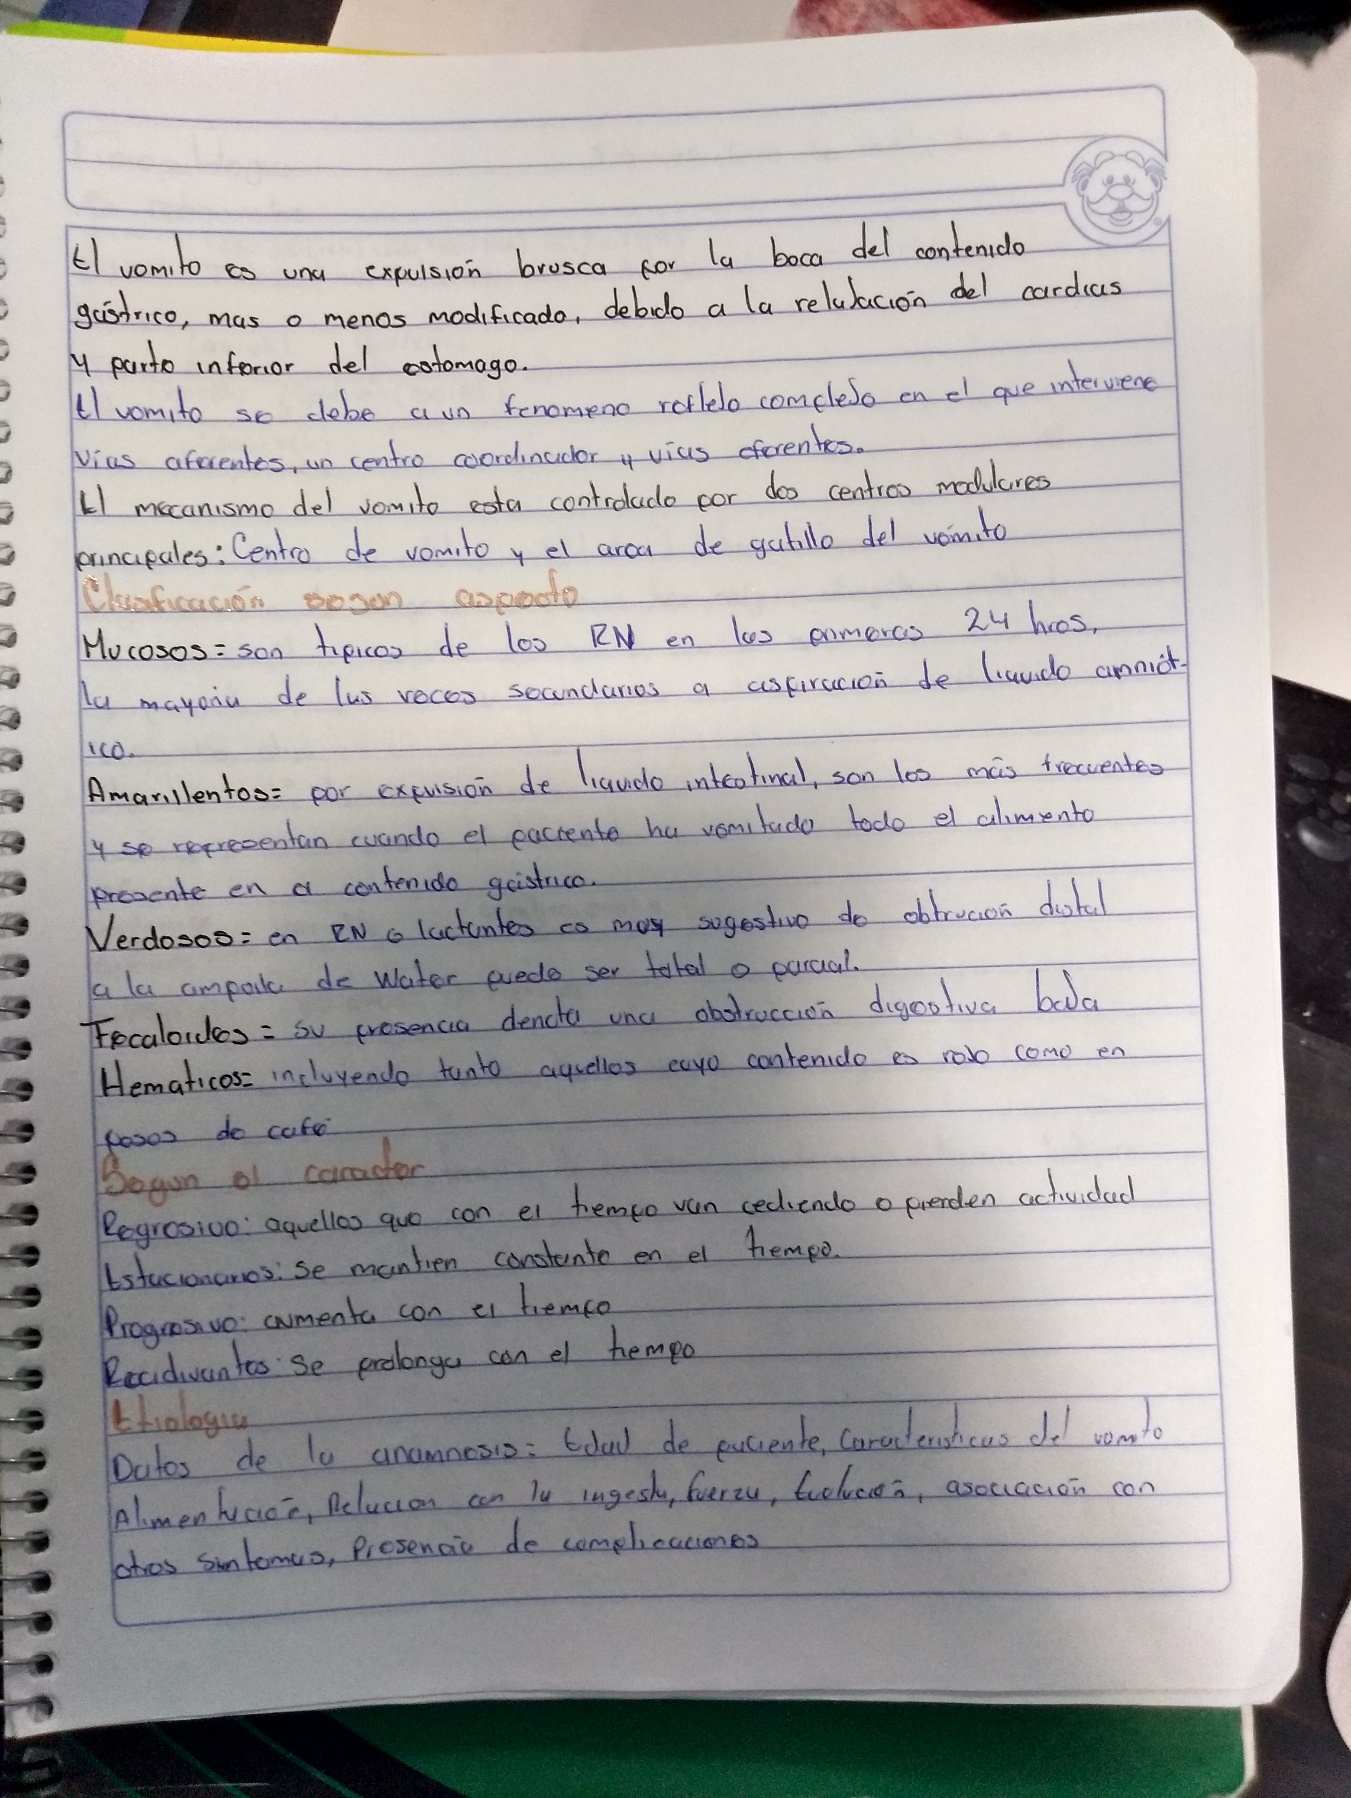 El vomito es una expulsión brusca por la boca del contenido
gástrico, mas o menos modificado, debido a la relajación del cardias
y parte inferior del estomago.
El vomito se debe a un fenomeno reflejo complejo en el que interviene
vias aferentes, un centro coordinador y vias eferentes.
El mecanismo del vomito esta controlado por dos centros medulares
principales: Centro de vomito y el area de gatillo del vómito
Clasificación segun aspecto
Mucosos = son tipicos de los RN en las primeras 24 hros,
la mayoria de las veces secundarios a aspiración de liquido amniót-
ico.
Amarillentos = por expulsión de liquido intestinal, son los más frecuentes
y se representan cuando el paciente ha vomitado todo el alimento
presente en el contenido gástrico.
Verdosos = en RN o lactantes es muy sugestivo de obtrución distal
a la ampolla de Water puede ser total o parcial.
Fecaloides = su presencia denota una obstrucción digestiva baja
Hematicos = incluyendo tanto aquellos cuyo contenido es rojo como en
posos de café
Segun el caracter
Regresivo: aquellos que con el tiempo van cediendo o pierden actividad
Estacionarios: Se mantien constante en el tiempo.
Progresivo: aumenta con el tiempo
Recidivantes: Se prolonga con el tiempo
Etiologia
Datos de la anamnesis: Edad de paciente, Caracteristicas del vomito
Alimentación, Relacion con la ingesta, fuerza, Evolución, asociación con
otros sintomas, Presencia de complicaciones